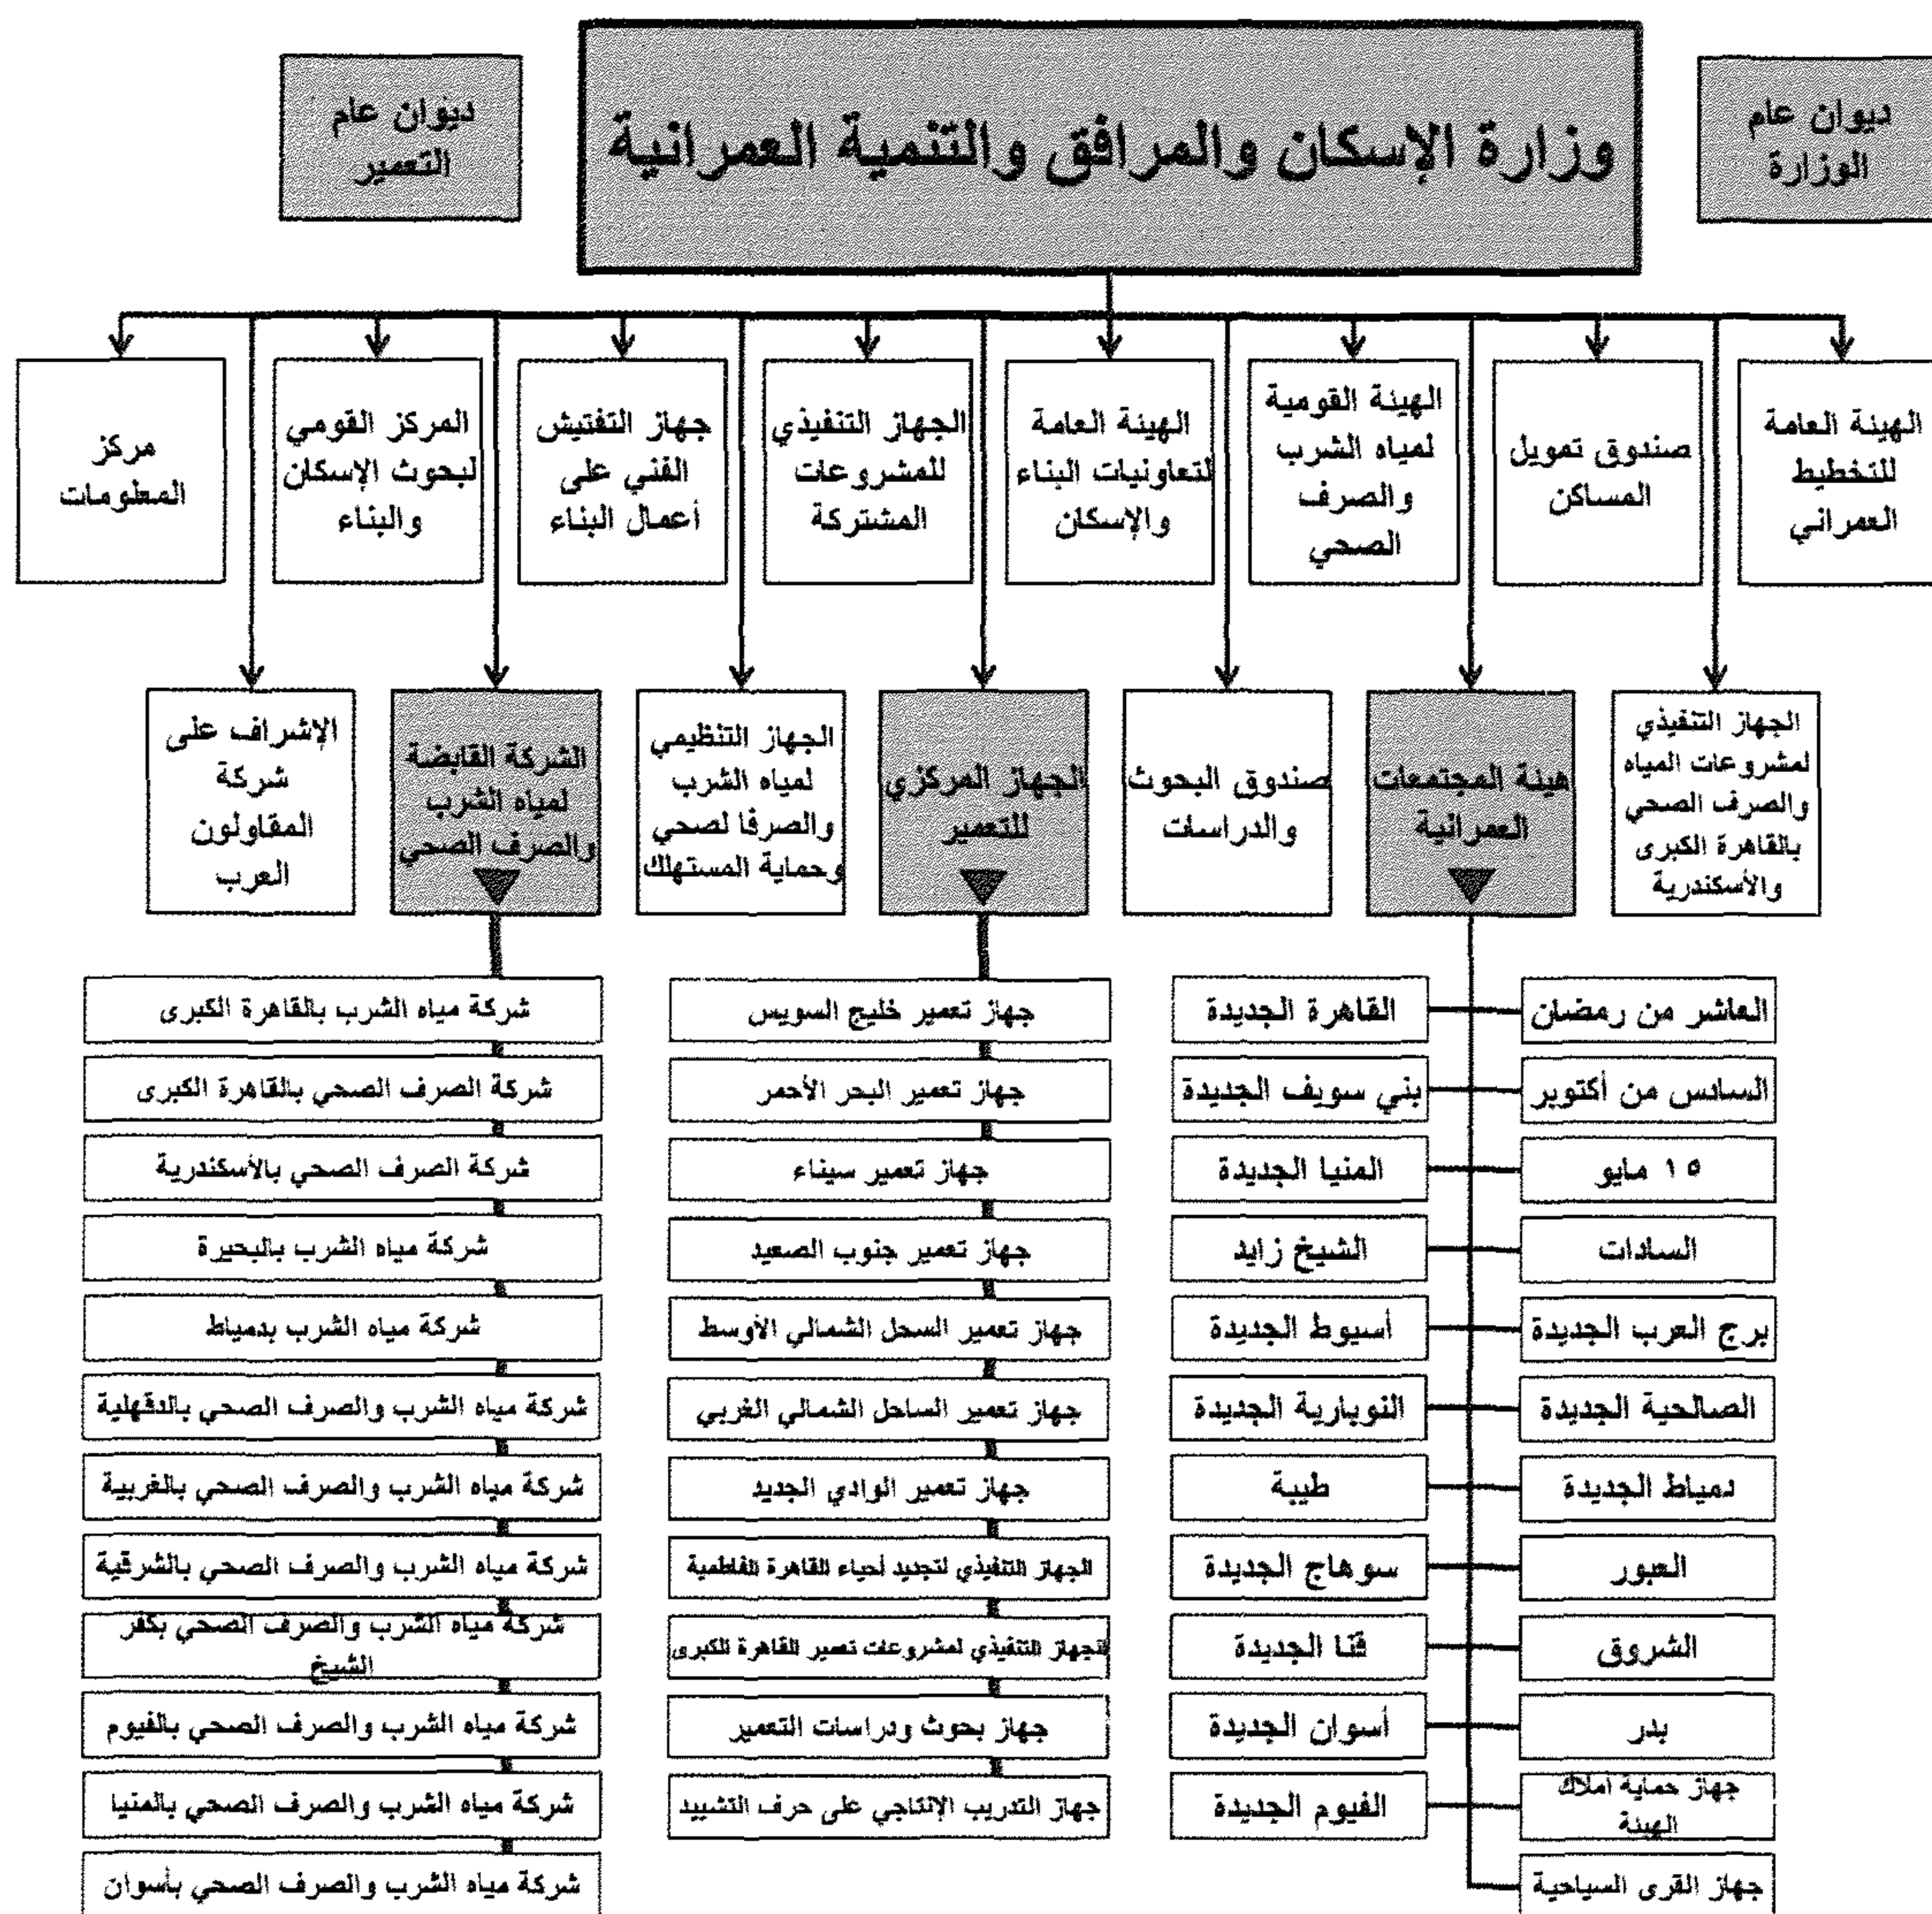 ديوان عام
الوزارة
وزارة الإسكان والمرافق والتنمية العمرانية
ديوان عام
التعمير
الهيئة العامة
للتخطيط
العمراني
صندوق تمويل
المساكن
الهيئة القومية
لمياه الشرب
والصرف
الصحي
الهيئة العامة
لتعاونيات البناء
والإسكان
الجهاز التنفيذي
للمشروعات
المشتركة
جهاز التفتيش
الفني على
أعمال البناء
المركز القومي
لبحوث الإسكان
والبناء
مركز
المعلومات
الجهاز التنفيذي
لمشروعات المياه
والصرف الصحي
بالقاهرة الكبرى
والأسكندرية
هيئة المجتمعات
العمرانية
صندوق البحوث
والدراسات
الجهاز المركزي
للتعمير
الجهاز التنظيمي
لمياه الشرب
والصرفا لصحي
وحماية المستهلك
الشركة القابضة
لمياه الشرب
والصرف الصحي
الإشراف على
شركة
المقاولون
العرب
العاشر من رمضان
السادس من أكتوبر
١٥ مايو
السادات
برج العرب الجديدة
الصالحية الجديدة
دمياط الجديدة
العبور
الشروق
بدر
جهاز حماية أملاك
الهيئة
جهاز القرى السياحية
القاهرة الجديدة
بني سويف الجديدة
المنيا الجديدة
الشيخ زايد
أسيوط الجديدة
النوبارية الجديدة
طيبة
سوهاج الجديدة
قنا الجديدة
أسوان الجديدة
الفيوم الجديدة
جهاز تعمير خليج السويس
جهاز تعمير البحر الأحمر
جهاز تعمير سيناء
جهاز تعمير جنوب الصعيد
جهاز تعمير السحل الشمالي الأوسط
جهاز تعمير الساحل الشمالي الغربي
جهاز تعمير الوادي الجديد
الجهاز التنفيذي لتجديد أحياء القاهرة الفاطمية
الجهاز التنفيذي لمشروعات تعمير القاهرة الكبرى
جهاز بحوث ودراسات التعمير
جهاز التدريب الإنتاجي على حرف التشييد
شركة مياه الشرب بالقاهرة الكبرى
شركة الصرف الصحي بالقاهرة الكبرى
شركة الصرف الصحي بالأسكندرية
شركة مياه الشرب بالبحيرة
شركة مياه الشرب بدمياط
شركة مياه الشرب والصرف الصحي بالدقهلية
شركة مياه الشرب والصرف الصحي بالغربية
شركة مياه الشرب والصرف الصحي بالشرقية
شركة مياه الشرب والصرف الصحي بكفر
الشيخ
شركة مياه الشرب والصرف الصحي بالفيوم
شركة مياه الشرب والصرف الصحي بالمنيا
شركة مياه الشرب والصرف الصحي بأسوان